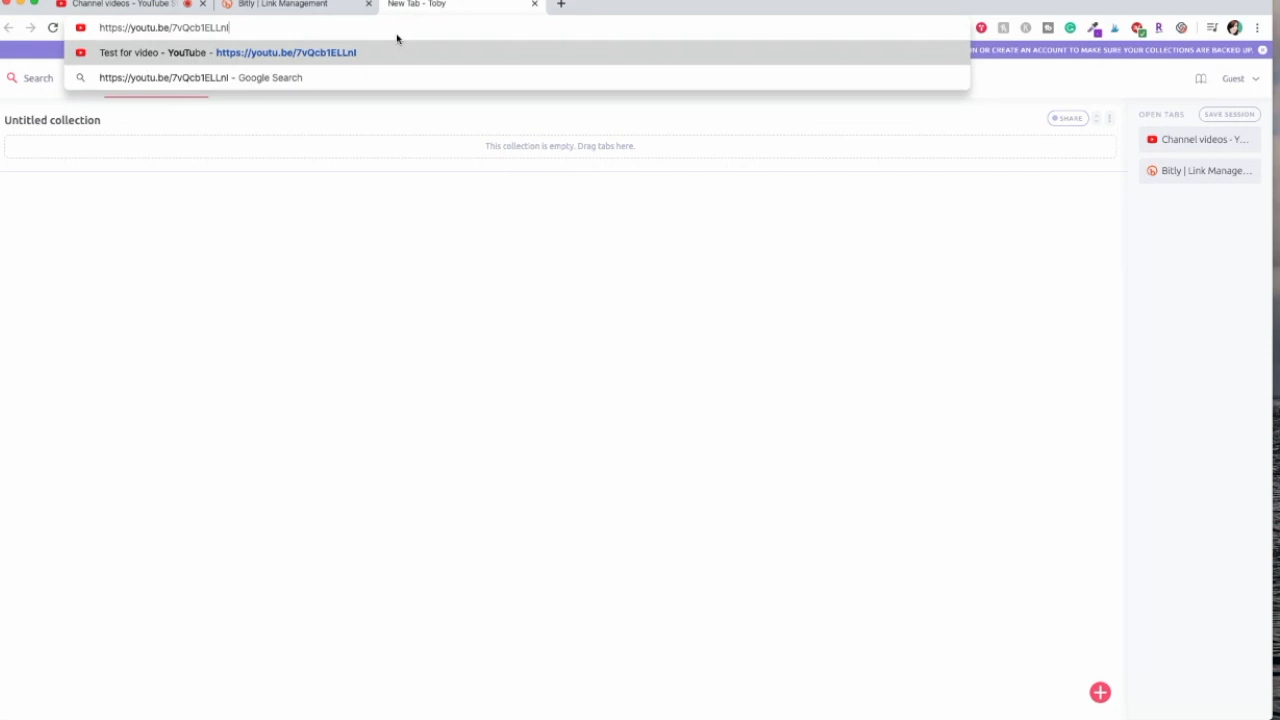 Channel videos - YouTube S
Bitly | Link Management
New Tab - Toby
https://youtu.be/7vQcb1ELLnI
Test for video - YouTube - https://youtu.be/7vQcb1ELLnI
https://youtu.be/7vQcb1ELLnI - Google Search
IN OR CREATE AN ACCOUNT TO MAKE SURE YOUR COLLECTIONS ARE BACKED UP.
Search
Guest
Untitled collection
SHARE
OPEN TABS
SAVE SESSION
This collection is empty. Drag tabs here.
Channel videos - Y...
Bitly | Link Manage...